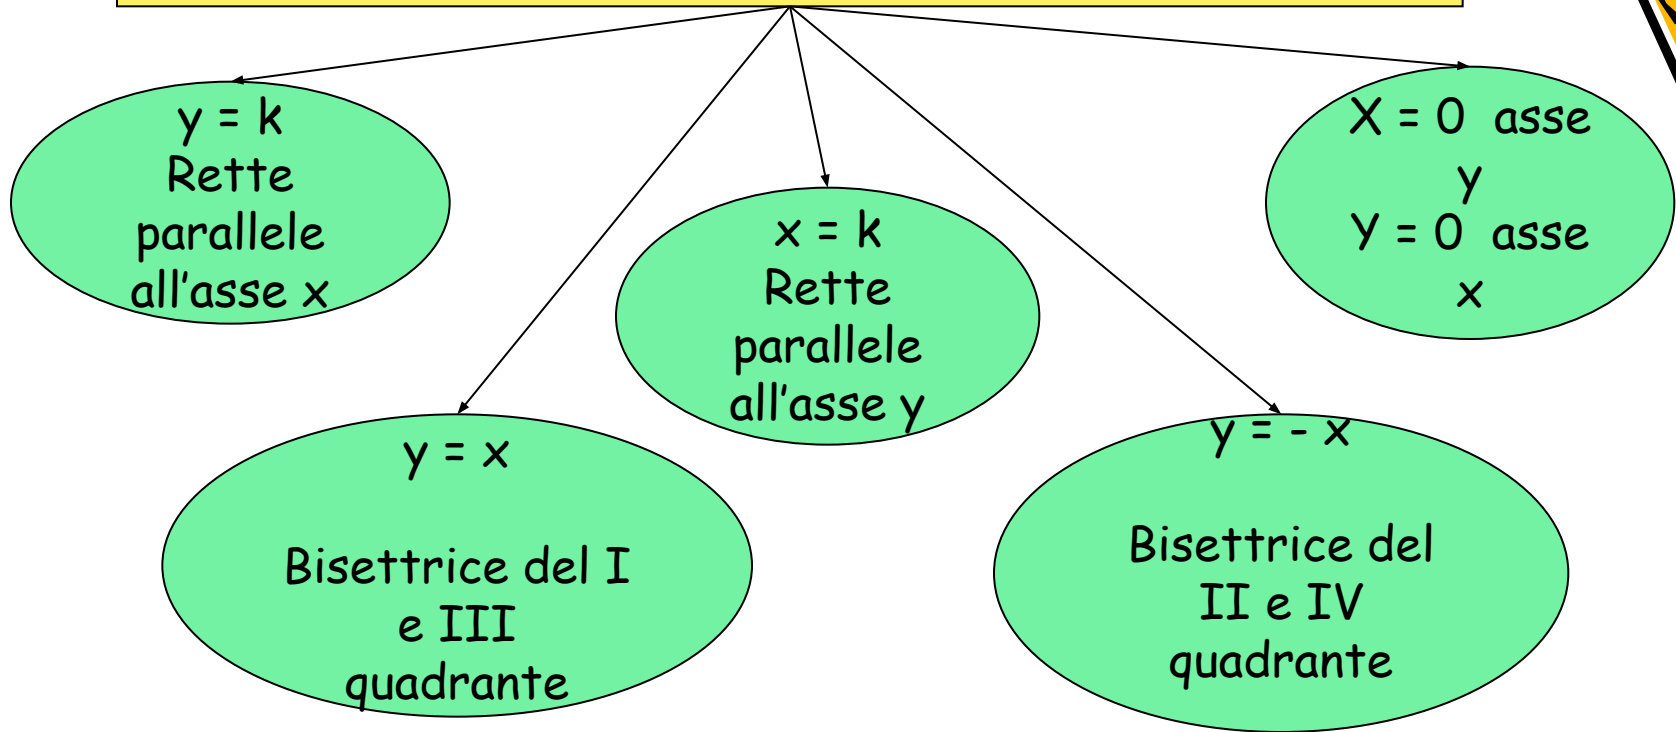 y = k
Rette
parallele
all'asse x
X = 0 asse
y
Y = 0 asse
x
x = k
Rette
parallele
all'asse y
y = x
Bisettrice del I
e III
quadrante
y = - x
Bisettrice del
II e IV
quadrante